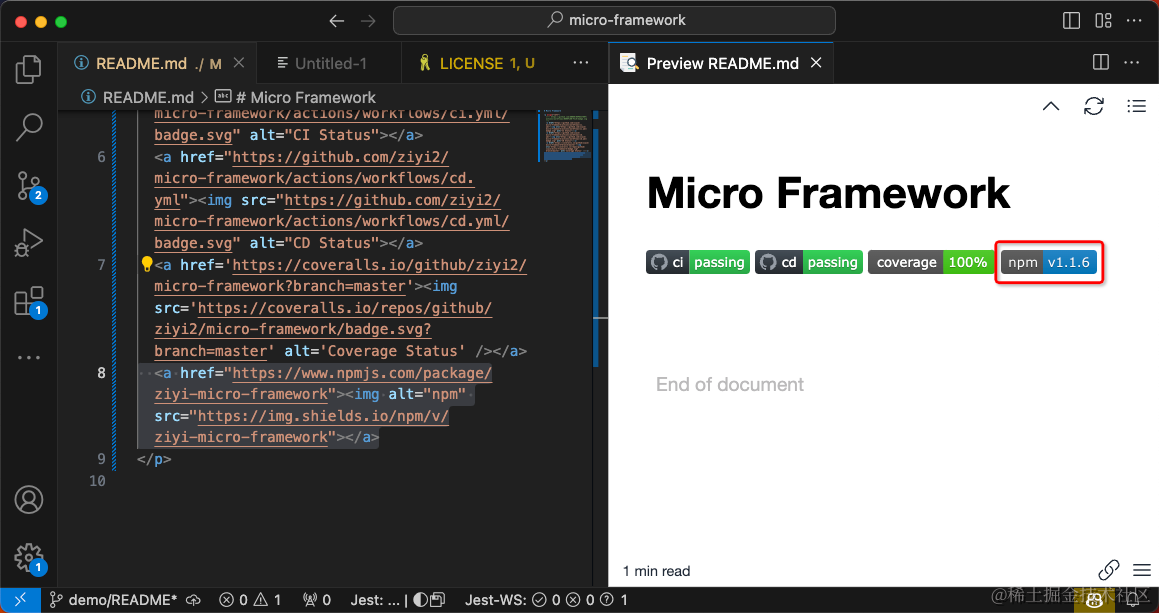 micro-framework
README.md ./ M
Untitled-1
LICENSE 1, U
Preview README.md
README.md > # Micro Framework
micro-framework/actions/workflows/ci.yml/
badge.svg" alt="CI Status"></a>
6 <a href="https://github.com/ziyi2/
micro-framework/actions/workflows/cd.
yml"><img src="https://github.com/ziyi2/
micro-framework/actions/workflows/cd.yml/
badge.svg" alt="CD Status"></a>
7 <a href='https://coveralls.io/github/ziyi2/
micro-framework?branch=master'><img
src='https://coveralls.io/repos/github/
ziyi2/micro-framework/badge.svg?
branch=master' alt='Coverage Status' /></a>
8 <a href="https://www.npmjs.com/package/
ziyi-micro-framework"><img alt="npm"
src="https://img.shields.io/npm/v/
ziyi-micro-framework"></a>
9 </p>
10
Micro Framework
ci passing cd passing coverage 100% npm v1.1.6
End of document
1 min read
2
1
1
demo/README* 0 1 0 Jest: ... | Jest-WS: 0 0 1
@稀土掘金技术社区